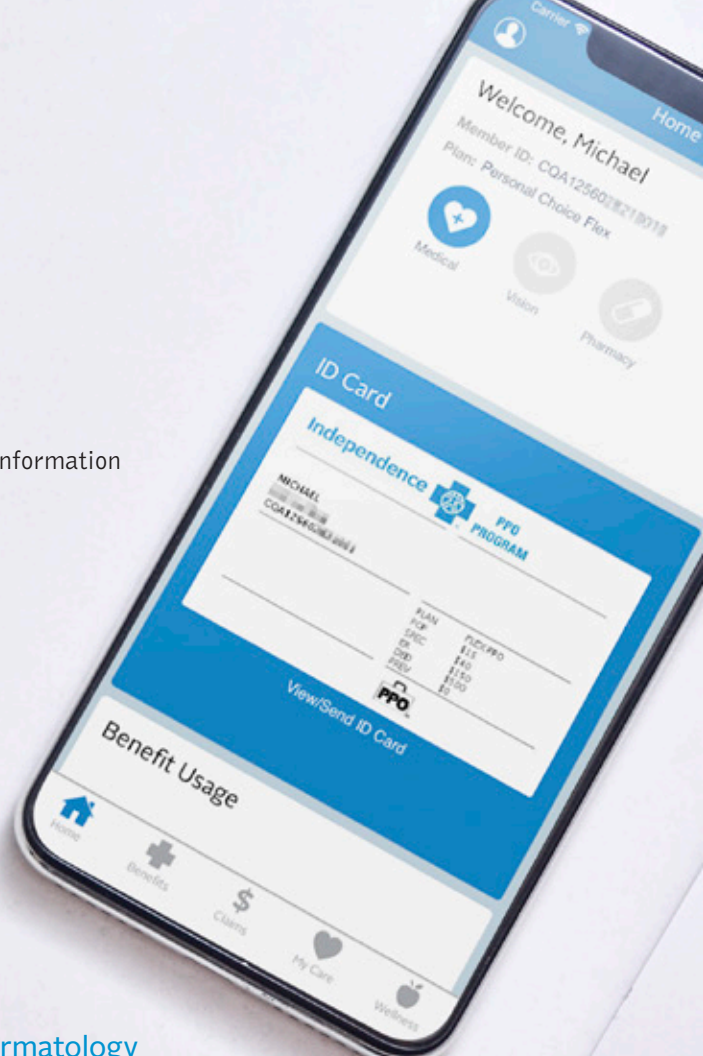 Carrier
Home
Welcome, Michael
Member ID: CQA12560
Plan: Personal Choice Flex
Medical
Vision
Pharmacy
ID Card
Independence
PPO
PROGRAM
MICHAEL
nformation
PLAN FLEX PPO
PCP $15
SPEC $40
ER $150
DED $500
PREV $0
PPO
View/Send ID Card
Benefit Usage
Home
Benefits
Claims
My Care
Wellness
rmatology